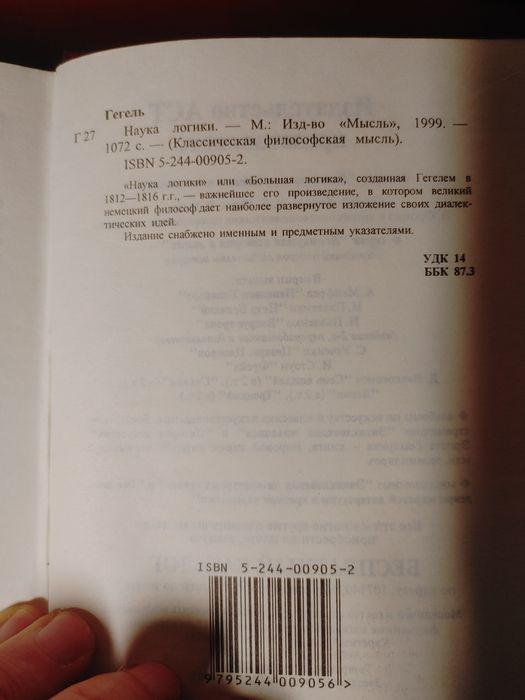 Гегель
Г 27 Наука логики. — М.: Изд-во «Мысль», 1999. —
1072 с. — (Классическая философская мысль).
ISBN 5-244-00905-2.
«Наука логики» или «Большая логика», созданная Гегелем в
1812—1816 г.г., — важнейшее его произведение, в котором великий
немецкий философ дает наиболее развернутое изложение своих диалек-
тических идей.
Издание снабжено именным и предметным указателями.
УДК 14
ББК 87.3
ISBN 5-244-00905-2
9795244009056>